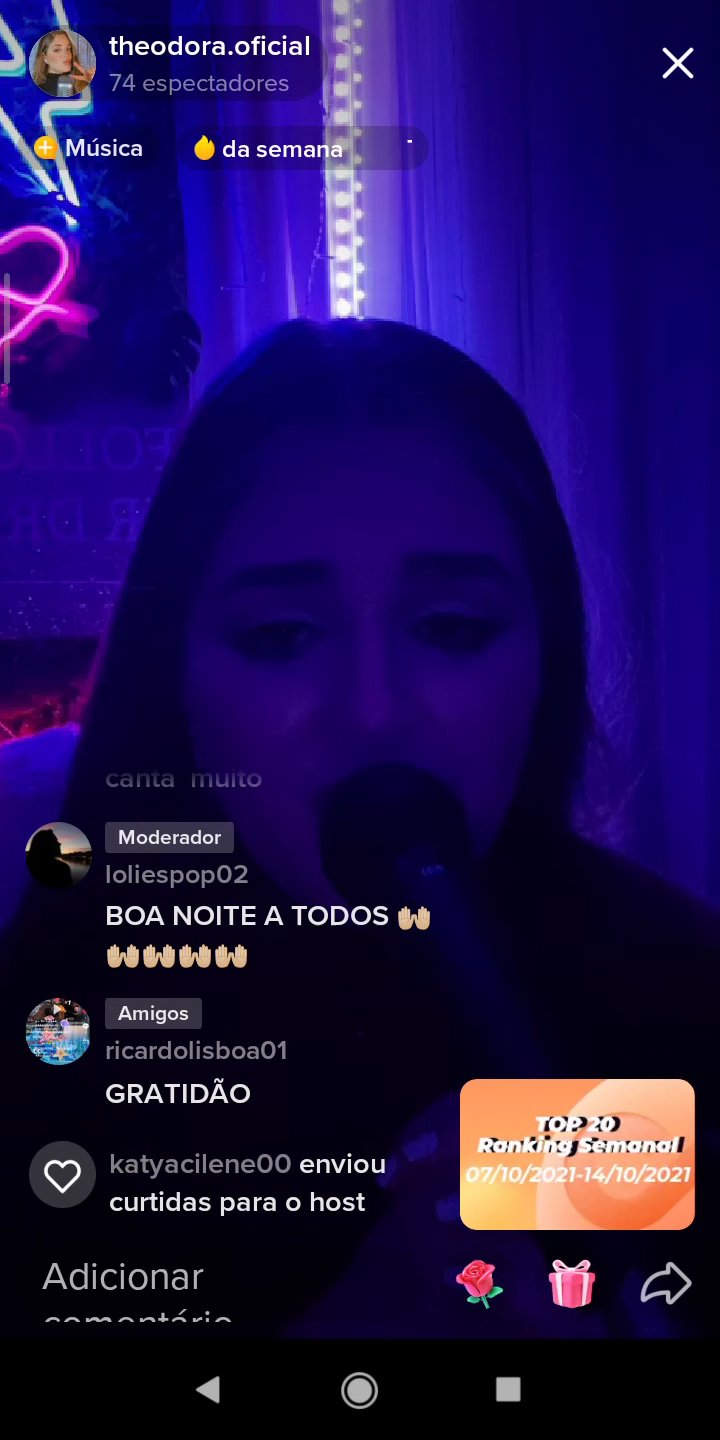 theodora.oficial
74 espectadores
Música
da semana
canta muito
Moderador
loliespop02
BOA NOITE A TODOS
Amigos
ricardolisboa01
GRATIDÃO
katyacilene00 enviou
curtidas para o host
TOP 20
Ranking Semanal
07/10/2021-14/10/2021
Adicionar
comentário